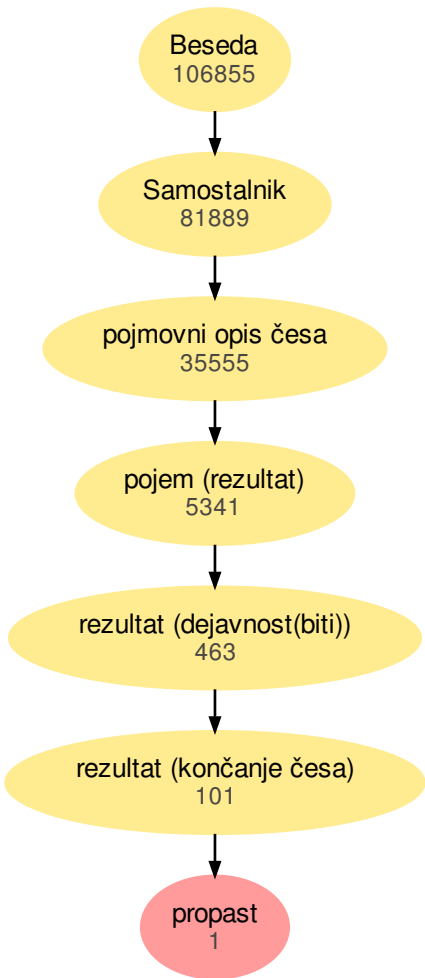 Beseda
106855
Samostalnik
81889
pojmovni opis česa
35555
pojem (rezultat)
5341
rezultat (dejavnost(biti))
463
rezultat (končanje česa)
101
propast
1